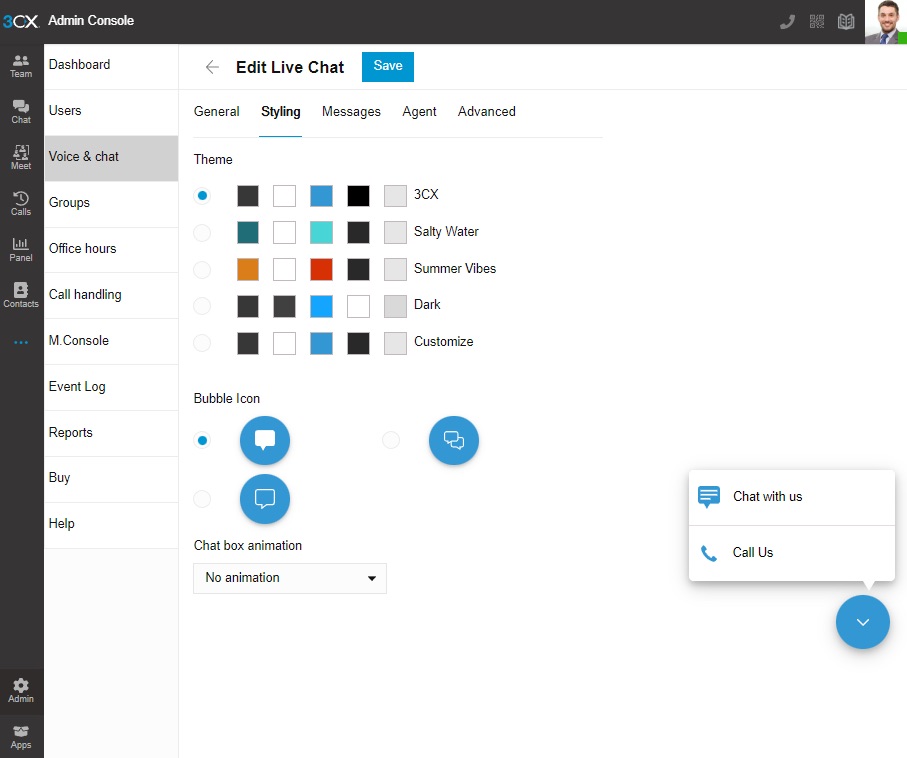 3CX Admin Console
Team
Chat
Meet
Calls
Panel
Contacts
Admin
Apps
Dashboard
Users
Voice & chat
Groups
Office hours
Call handling
M.Console
Event Log
Reports
Buy
Help
Edit Live Chat Save
General Styling Messages Agent Advanced
Theme
3CX
Salty Water
Summer Vibes
Dark
Customize
Bubble Icon
Chat box animation
No animation
Chat with us
Call Us